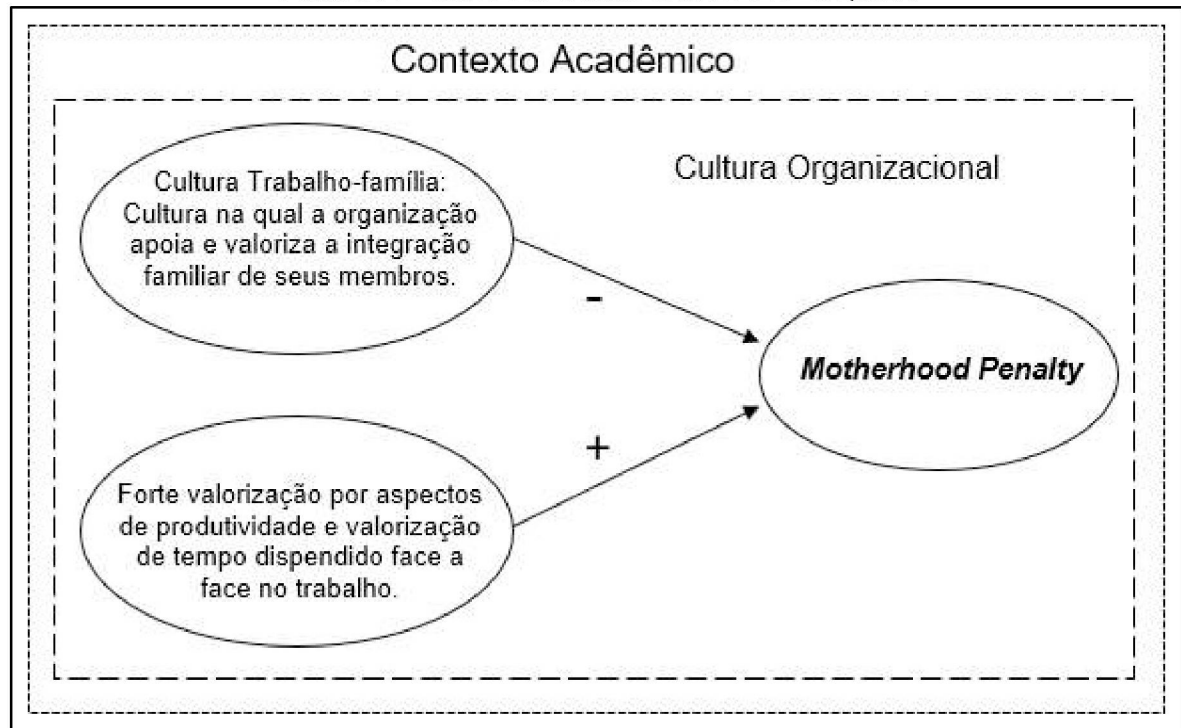 Contexto Acadêmico
Cultura Organizacional
Cultura Trabalho-família:
Cultura na qual a organização
apoia e valoriza a integração
familiar de seus membros.
-
Motherhood Penalty
+
Forte valorização por aspectos
de produtividade e valorização
de tempo dispendido face a
face no trabalho.